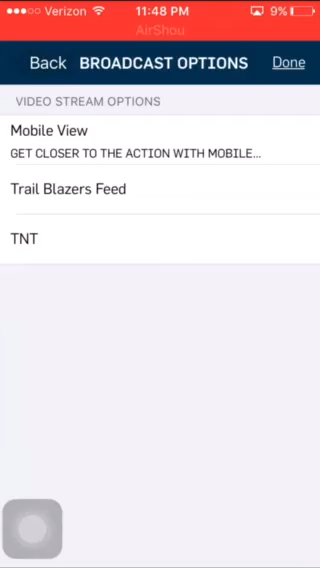 Verizon 11:48 PM 9%
AirShou
Back BROADCAST OPTIONS Done
VIDEO STREAM OPTIONS
Mobile View
GET CLOSER TO THE ACTION WITH MOBILE...
Trail Blazers Feed
TNT